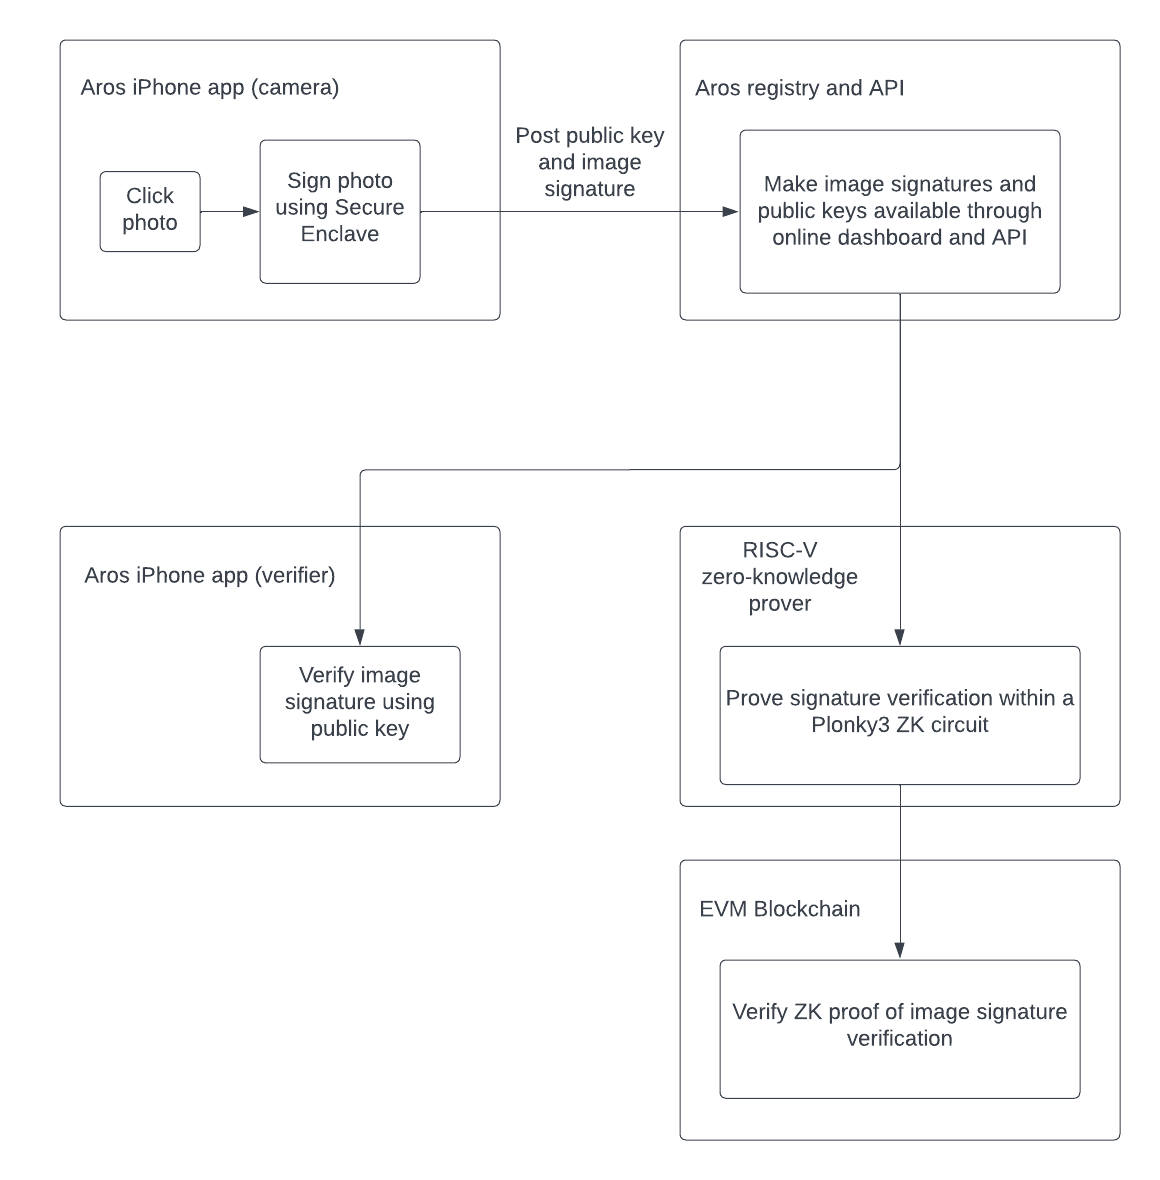 Aros iPhone app (camera)
Click
photo
Sign photo
using Secure
Enclave
Post public key
and image
signature
Aros registry and API
Make image signatures and
public keys available through
online dashboard and API
Aros iPhone app (verifier)
Verify image
signature using
public key
RISC-V
zero-knowledge
prover
Prove signature verification within a
Plonky3 ZK circuit
EVM Blockchain
Verify ZK proof of image signature
verification